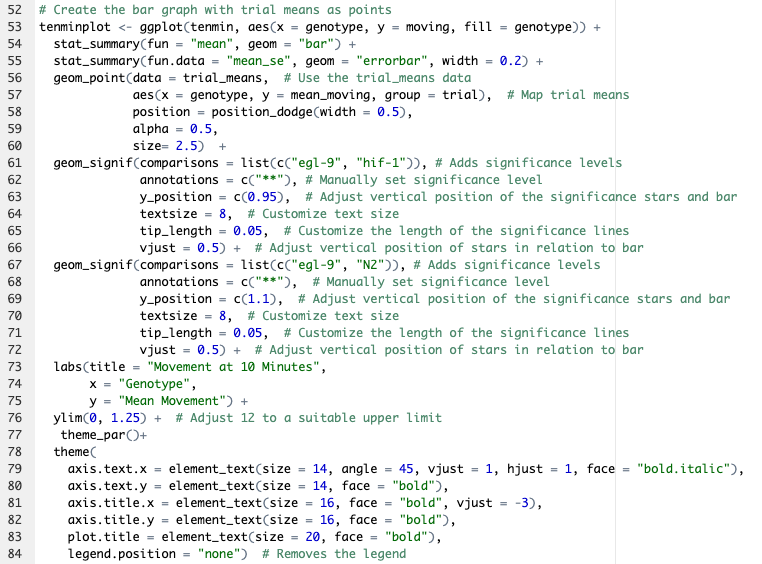 52 # Create the bar graph with trial means as points
53 tenminplot <- ggplot(tenmin, aes(x = genotype, y = moving, fill = genotype)) +
54   stat_summary(fun = "mean", geom = "bar") +
55   stat_summary(fun.data = "mean_se", geom = "errorbar", width = 0.2) +
56   geom_point(data = trial_means,  # Use the trial_means data
57              aes(x = genotype, y = mean_moving, group = trial),  # Map trial means
58              position = position_dodge(width = 0.5),
59              alpha = 0.5,
60              size= 2.5)  +
61   geom_signif(comparisons = list(c("egl-9", "hif-1")), # Adds significance levels
62               annotations = c("**"), # Manually set significance level
63               y_position = c(0.95),  # Adjust vertical position of the significance stars and bar
64               textsize = 8,  # Customize text size
65               tip_length = 0.05,  # Customize the length of the significance lines
66               vjust = 0.5) +  # Adjust vertical position of stars in relation to bar
67   geom_signif(comparisons = list(c("egl-9", "N2")), # Adds significance levels
68               annotations = c("**"),  # Manually set significance level
69               y_position = c(1.1),  # Adjust vertical position of the significance stars and bar
70               textsize = 8,  # Customize text size
71               tip_length = 0.05,  # Customize the length of the significance lines
72               vjust = 0.5) +  # Adjust vertical position of stars in relation to bar
73   labs(title = "Movement at 10 Minutes",
74        x = "Genotype",
75        y = "Mean Movement") +
76   ylim(0, 1.25) +  # Adjust 12 to a suitable upper limit
77    theme_par()+
78   theme(
79     axis.text.x = element_text(size = 14, angle = 45, vjust = 1, hjust = 1, face = "bold.italic"),
80     axis.text.y = element_text(size = 14, face = "bold"),
81     axis.title.x = element_text(size = 16, face = "bold", vjust = -3),
82     axis.title.y = element_text(size = 16, face = "bold"),
83     plot.title = element_text(size = 20, face = "bold"),
84     legend.position = "none")  # Removes the legend